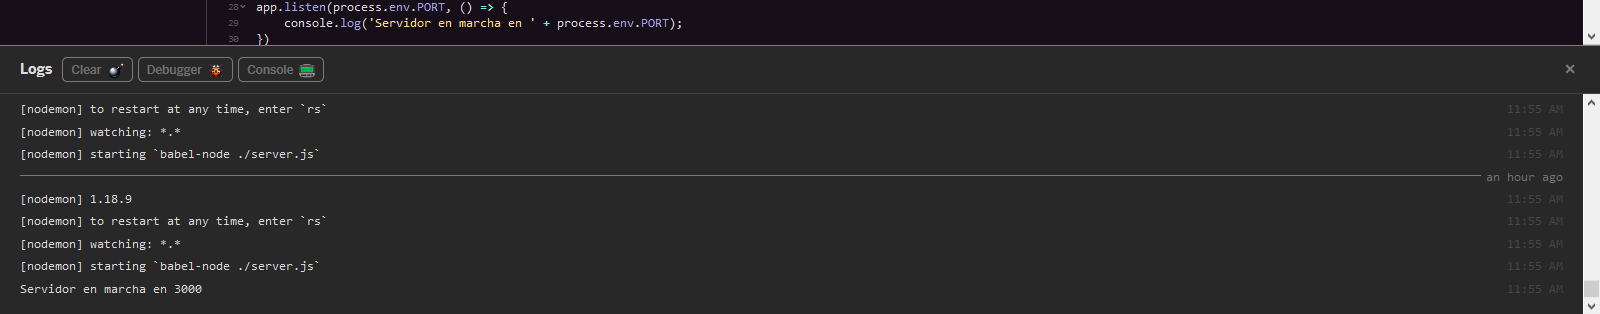 28 app.listen(process.env.PORT, () => {
29 console.log('Servidor en marcha en ' + process.env.PORT);
30 })
Logs Clear Debugger Console ×
[nodemon] to restart at any time, enter `rs` 11:55 AM
[nodemon] watching: *.* 11:55 AM
[nodemon] starting `babel-node ./server.js` 11:55 AM
an hour ago
[nodemon] 1.18.9 11:55 AM
[nodemon] to restart at any time, enter `rs` 11:55 AM
[nodemon] watching: *.* 11:55 AM
[nodemon] starting `babel-node ./server.js` 11:55 AM
Servidor en marcha en 3000 11:55 AM